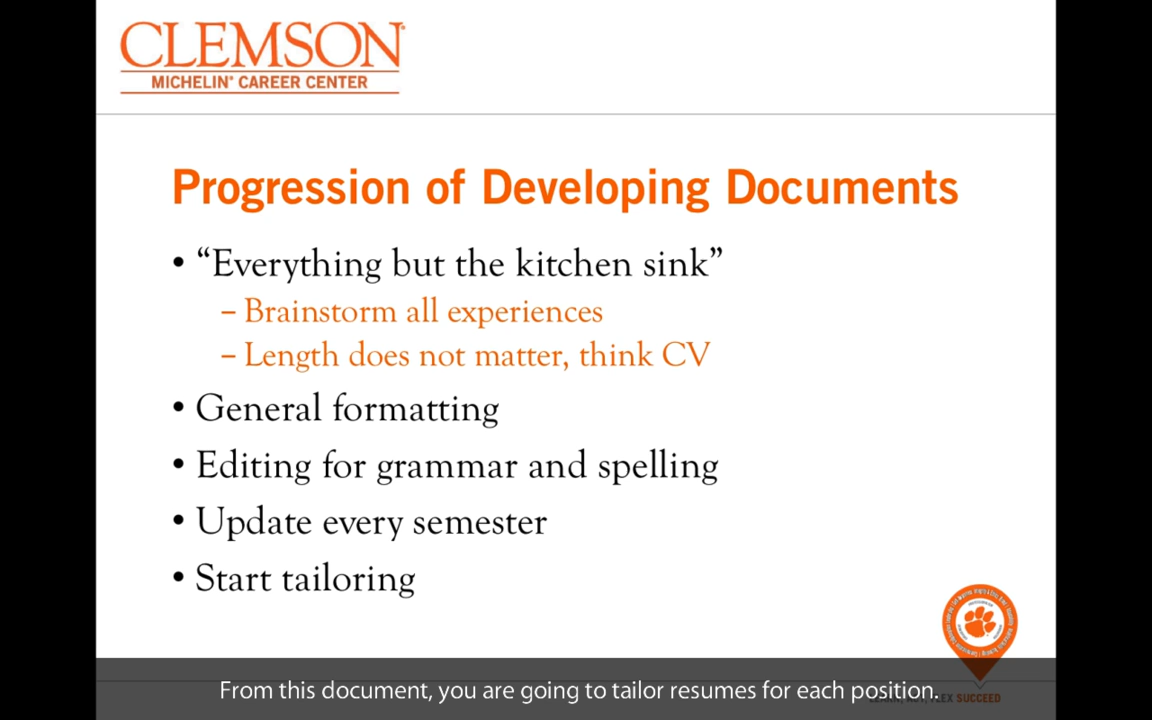 CLEMSON®
MICHELIN® CAREER CENTER
Progression of Developing Documents
• “Everything but the kitchen sink”
– Brainstorm all experiences
– Length does not matter, think CV
• General formatting
• Editing for grammar and spelling
• Update every semester
• Start tailoring
From this document, you are going to tailor resumes for each position.
SUCCEED